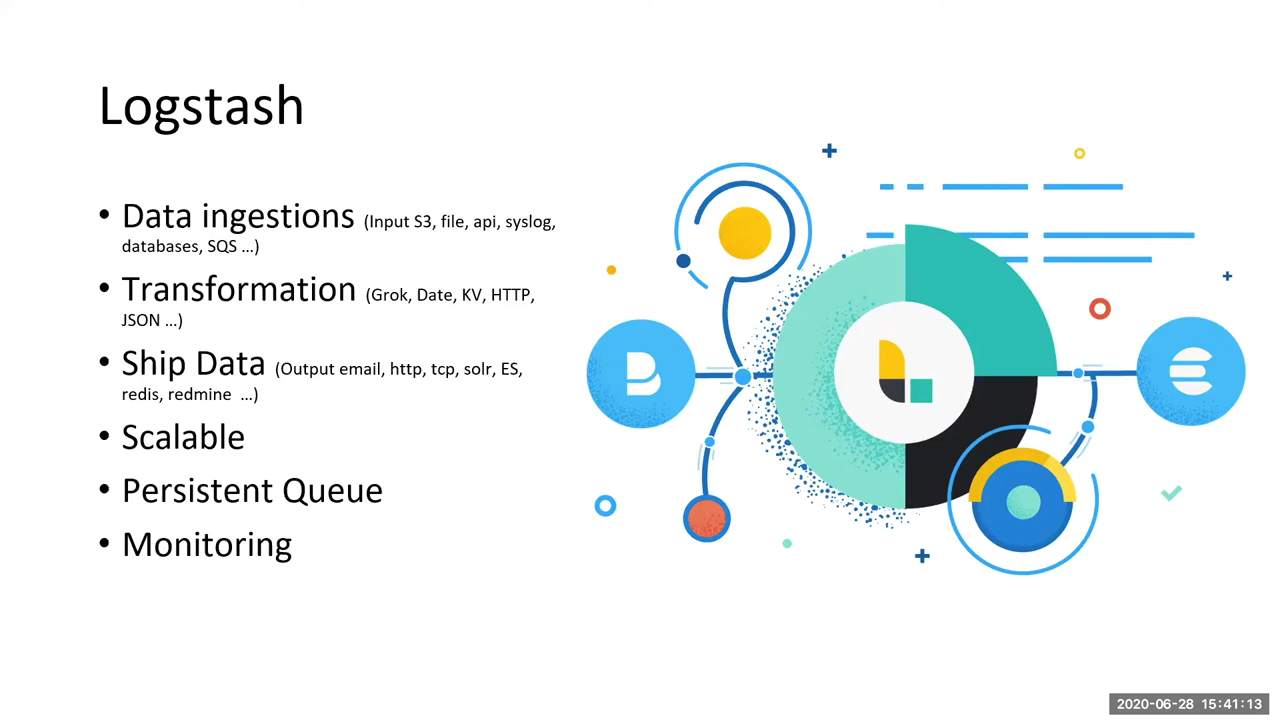 Logstash
• Data ingestions (Input S3, file, api, syslog,
databases, SQS ...)
• Transformation (Grok, Date, KV, HTTP,
JSON ...)
• Ship Data (Output email, http, tcp, solr, ES,
redis, redmine  ...)
• Scalable
• Persistent Queue
• Monitoring
2020-06-28 15:41:13